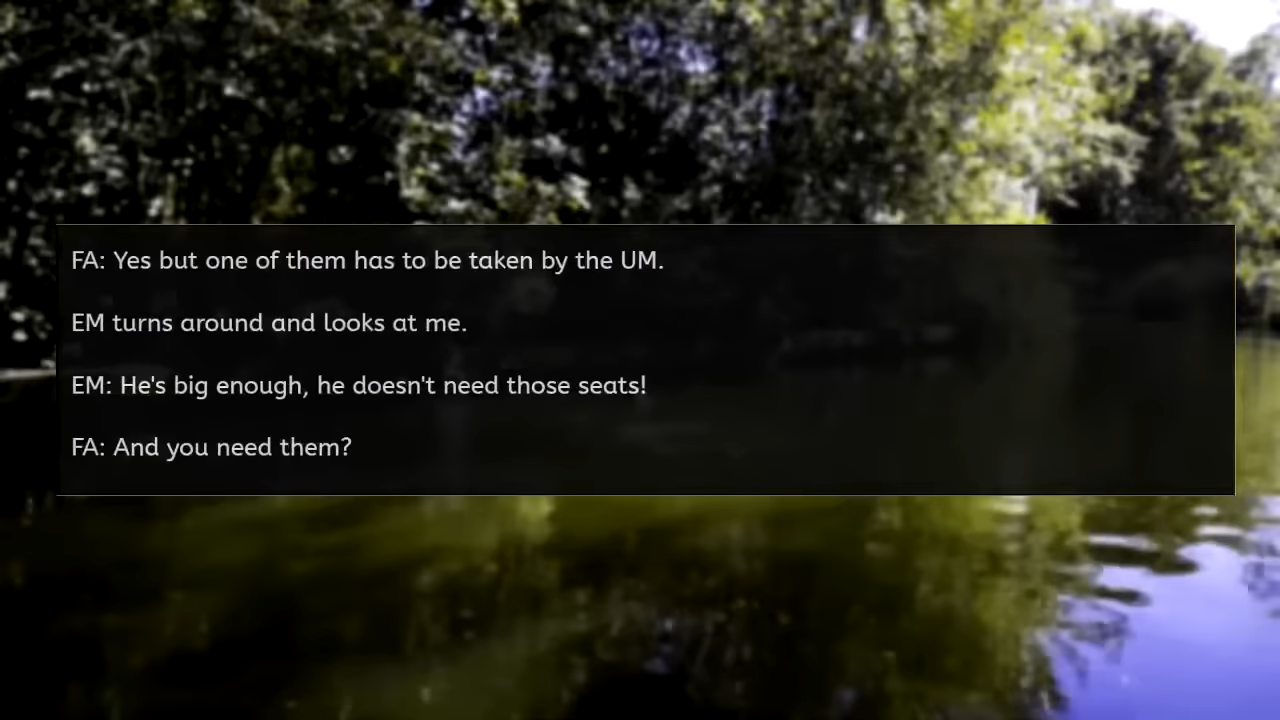 FA: Yes but one of them has to be taken by the UM.
EM turns around and looks at me.
EM: He's big enough, he doesn't need those seats!
FA: And you need them?